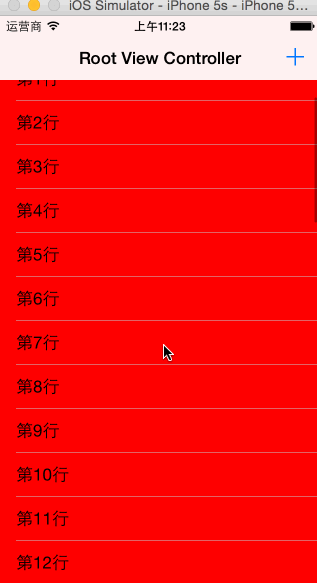 iOS Simulator - iPhone 5s - iPhone 5...
运营商 上午11:23
Root View Controller +
第1行
第2行
第3行
第4行
第5行
第6行
第7行
第8行
第9行
第10行
第11行
第12行